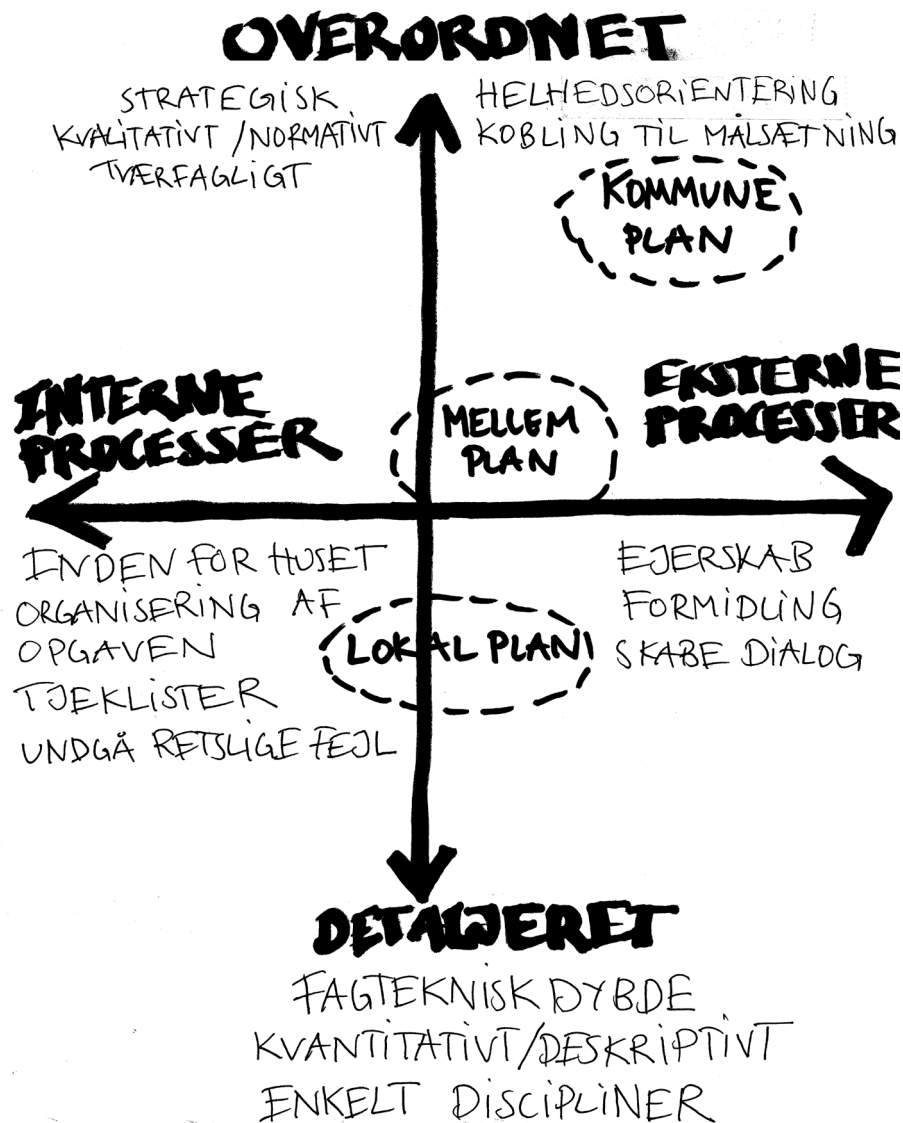 OVERORDNET
STRATEGISK
KVALITATIVT / NORMATIVT
TVÆRFAGLIGT
HELHEDSORIENTERING
KOBLING TIL MÅLSÆTNING
KOMMUNE
PLAN
INTERNE
PROCESSER
MELLEM
PLAN
EKSTERNE
PROCESSER
INDEN FOR HUSET
ORGANISERING AF
OPGAVEN
TJEKLISTER
UNDGÅ RETSLIGE FEJL
LOKAL PLAN
EJERSKAB
FORMIDLING
SKABE DIALOG
DETALJERET
FAGTEKNISK DYBDE
KVANTITATIVT/DESKRIPTIVT
ENKELT DISCIPLINER